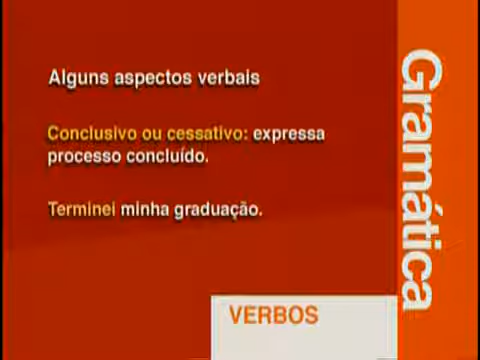 Alguns aspectos verbais
Conclusivo ou cessativo: expressa
processo concluído.
Terminei minha graduação.
VERBOS
Gramática